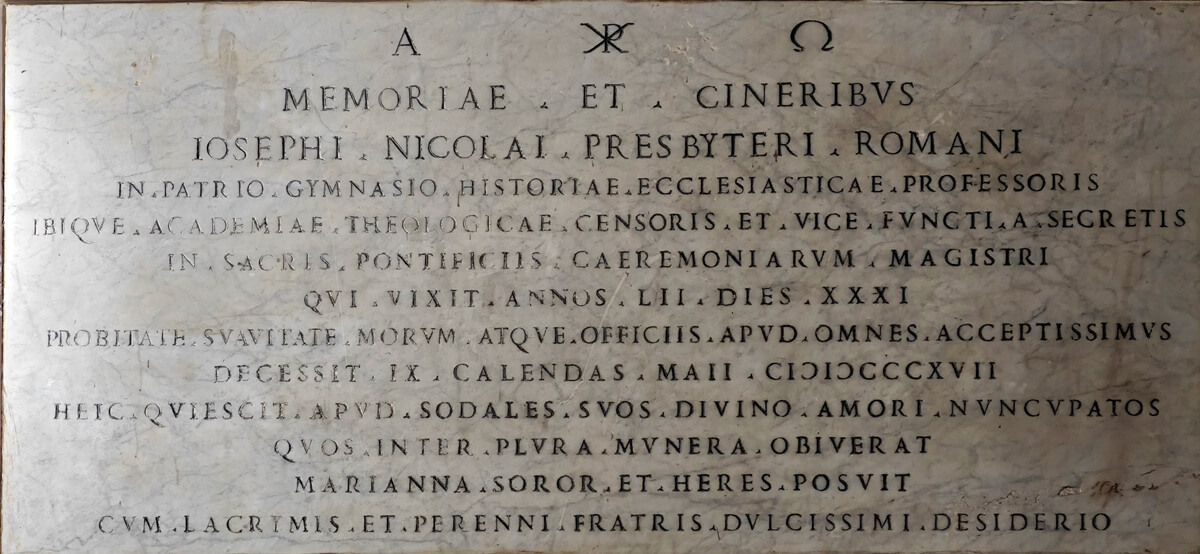 Α ☧ Ω
MEMORIAE . ET . CINERIBVS
IOSEPHI . NICOLAI . PRESBYTERI . ROMANI
IN . PATRIO . GYMNASIO . HISTORIAE . ECCLESIASTICAE . PROFESSORIS
IBIQVE . ACADEMIAE . THEOLOGICAE . CENSORIS . ET . VICE . FVNCTI . A . SECRETIS
IN . SACRIS . PONTIFICIIS . CAEREMONIARVM . MAGISTRI
QVI . VIXIT . ANNOS . LII . DIES . XXXI
PROBITATE . SVAVITATE . MORVM . ATQVE . OFFICIIS . APVD . OMNES . ACCEPTISSIMVS
DECESSIT . IX . CALENDAS . MAII . CIↃIↃCCCXVII
HEIC . QVIESCIT . APVD . SODALES . SVOS . DIVINO . AMORI . NVNCVPATOS
QVOS . INTER . PLVRA . MVNERA . OBIVERAT
MARIANNA . SOROR . ET . HERES . POSVIT
CVM . LACRYMIS . ET . PERENNI . FRATRIS . DVLCISSIMI . DESIDERIO